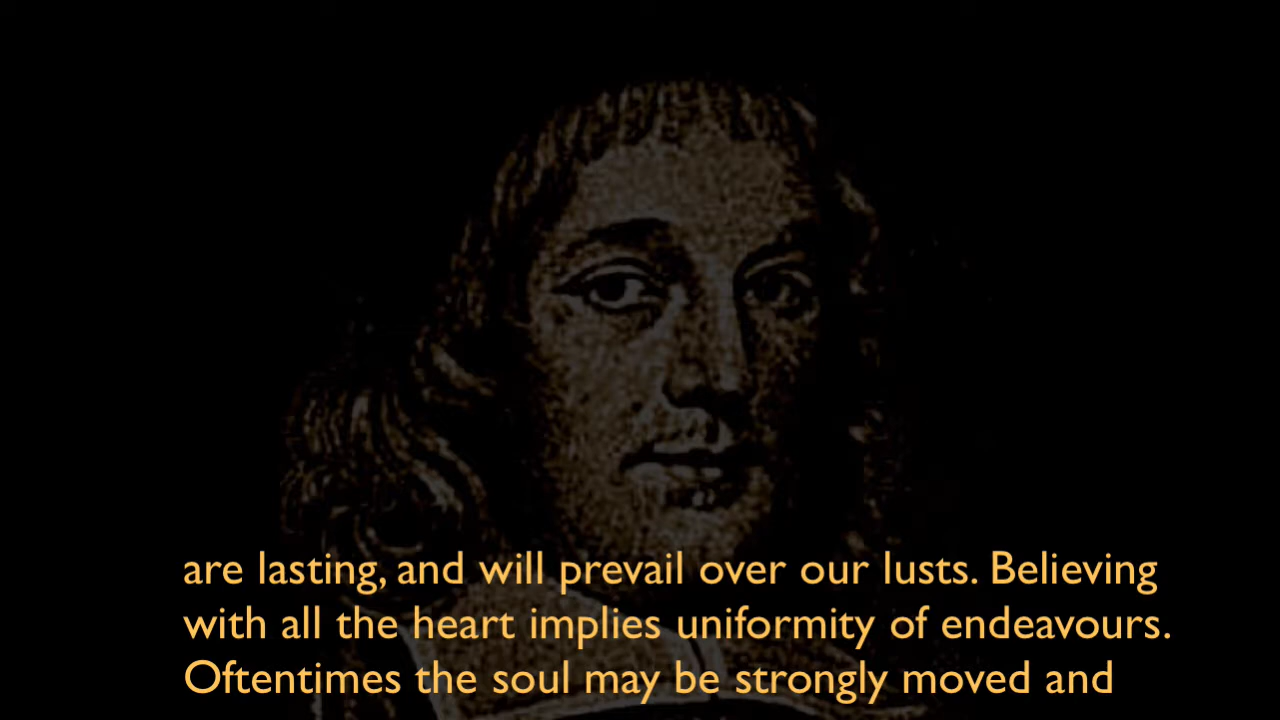 are lasting, and will prevail over our lusts. Believing
with all the heart implies uniformity of endeavours.
Oftentimes the soul may be strongly moved and